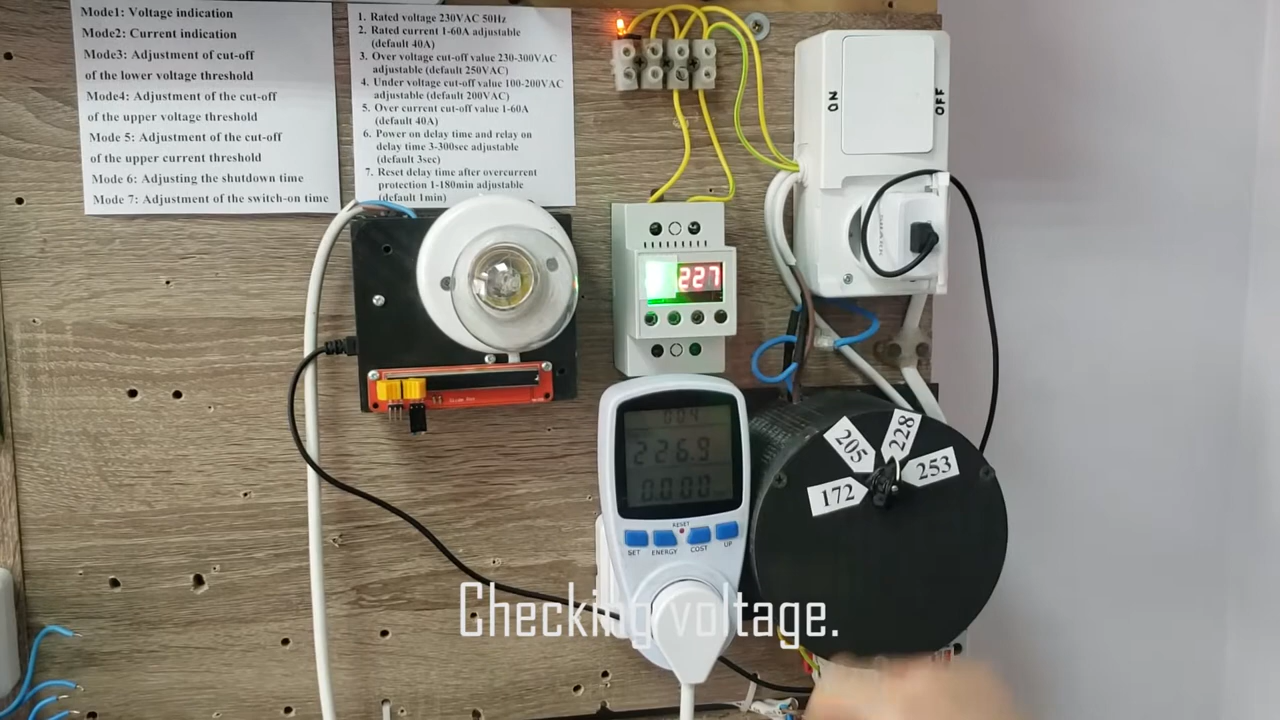 Mode1: Voltage indication
Mode2: Current indication
Mode3: Adjustment of cut-off
of the lower voltage threshold
Mode4: Adjustment of the cut-off
of the upper voltage threshold
Mode 5: Adjustment of the cut-off
of the upper current threshold
Mode 6: Adjusting the shutdown time
Mode 7: Adjustment of the switch-on time
1. Rated voltage 230VAC 50Hz
2. Rated current 1-60A adjustable
(default 40A)
3. Over voltage cut-off value 230-300VAC
adjustable (default 250VAC)
4. Under voltage cut-off value 100-200VAC
adjustable (default 200VAC)
5. Over current cut-off value 1-60A
(default 40A)
6. Power on delay time and relay on
delay time 3-300sec adjustable
(default 3sec)
7. Reset delay time after overcurrent
protection 1-180min adjustable
(default 1min)
ON
OFF
227
004
226.9
0.000
RESET
SET ENERGY COST UP
172
205
228
253
Checking voltage.